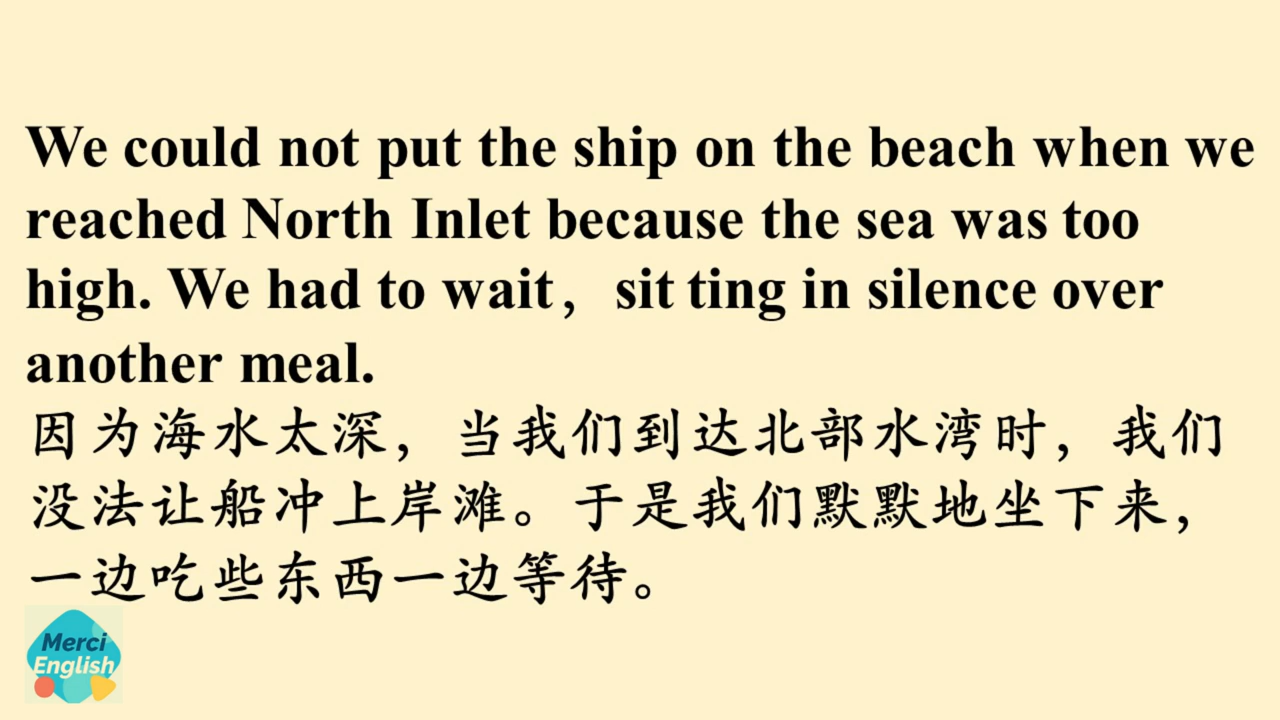 We could not put the ship on the beach when we
reached North Inlet because the sea was too
high. We had to wait，sit ting in silence over
another meal.
因为海水太深，当我们到达北部水湾时，我们
没法让船冲上岸滩。于是我们默默地坐下来，
一边吃些东西一边等待。
Merci
English